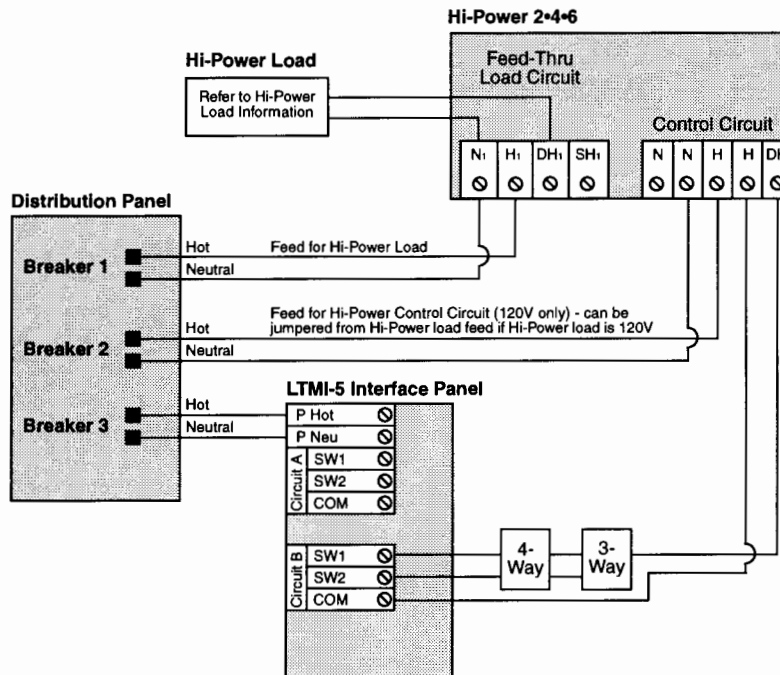 Hi-Power 2•4•6
Feed-Thru
Load Circuit
Control Circuit
N1 H1 DH1 SH1
N N H H DH
Hi-Power Load
Refer to Hi-Power
Load Information
Distribution Panel
Breaker 1
Hot
Feed for Hi-Power Load
Neutral
Breaker 2
Feed for Hi-Power Control Circuit (120V only) - can be
Hot
jumpered from Hi-Power load feed if Hi-Power load is 120V
Neutral
Breaker 3
Hot
Neutral
LTMI-5 Interface Panel
P Hot
P Neu
Circuit A
SW1
SW2
COM
Circuit B
SW1
SW2
COM
4-
Way
3-
Way